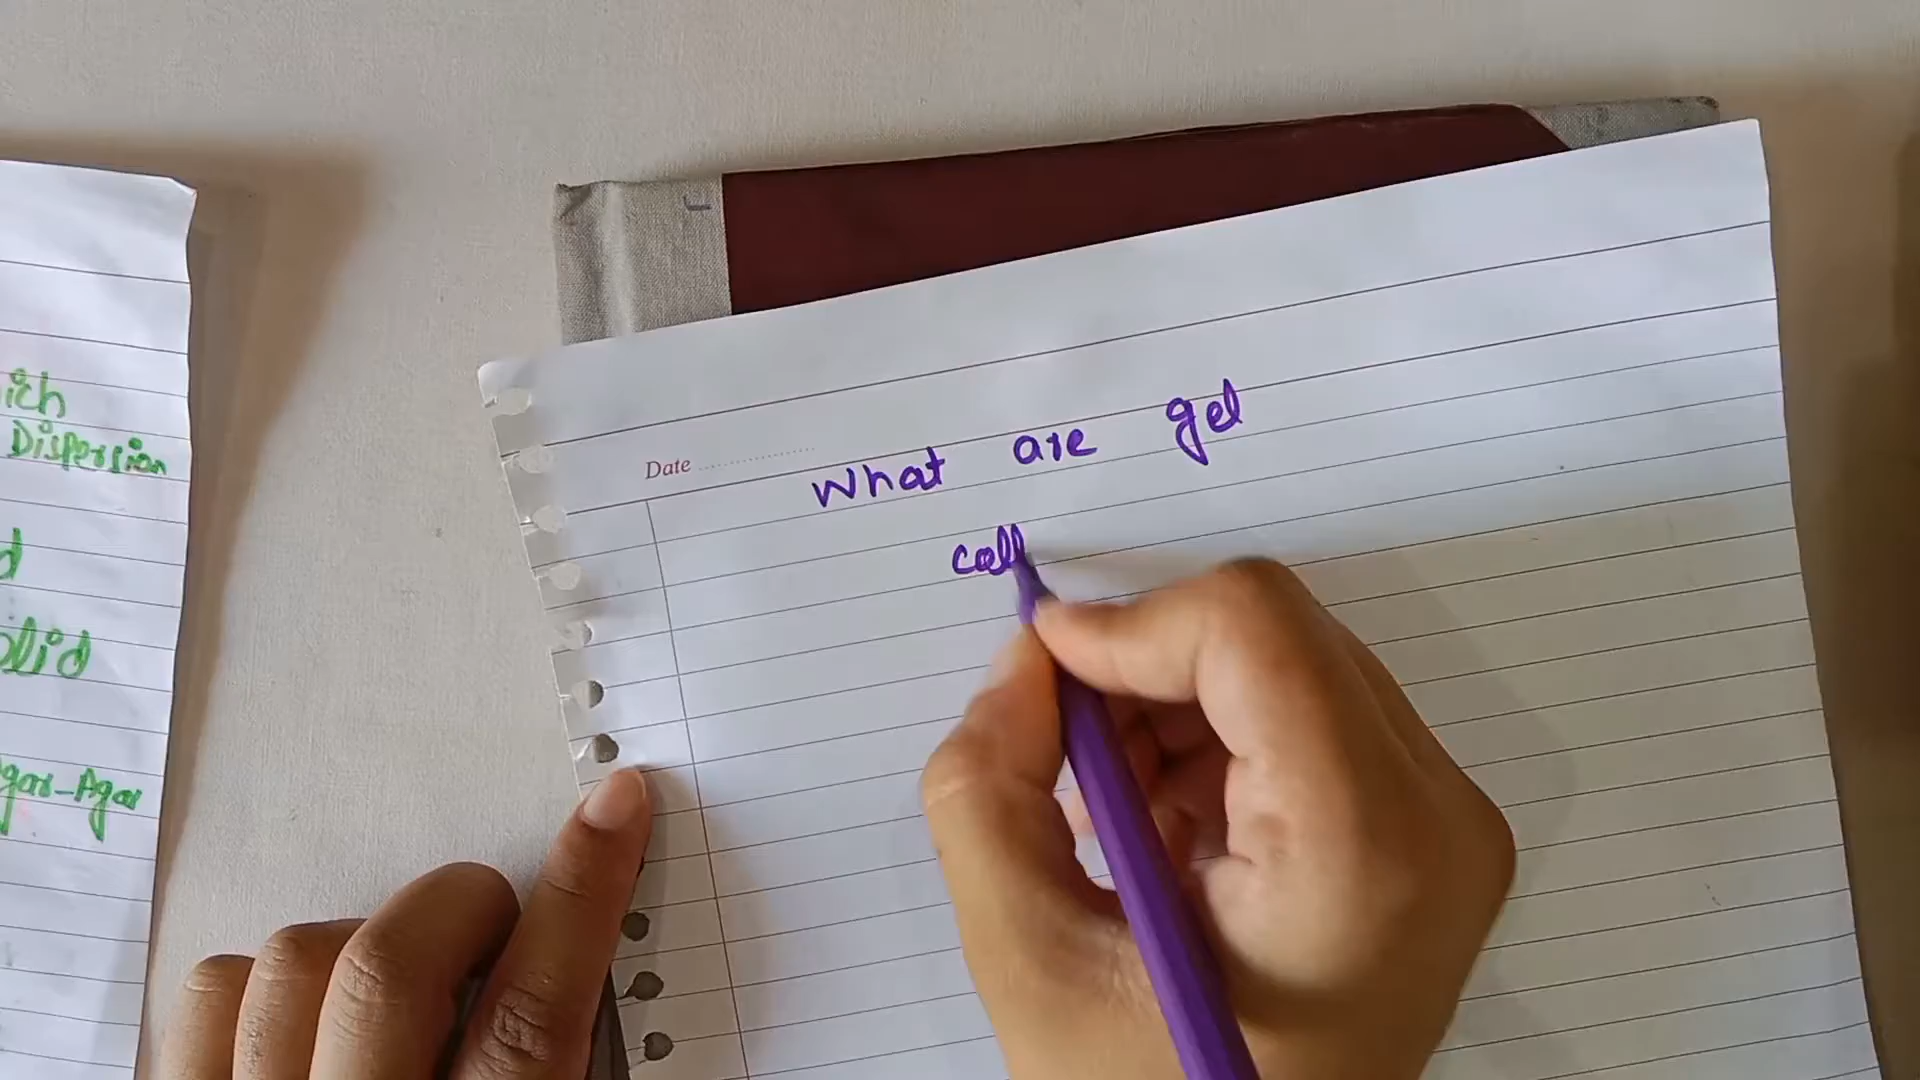 ich
Dispersion
d
olid
gar-Agar
Date
What are gel
coll